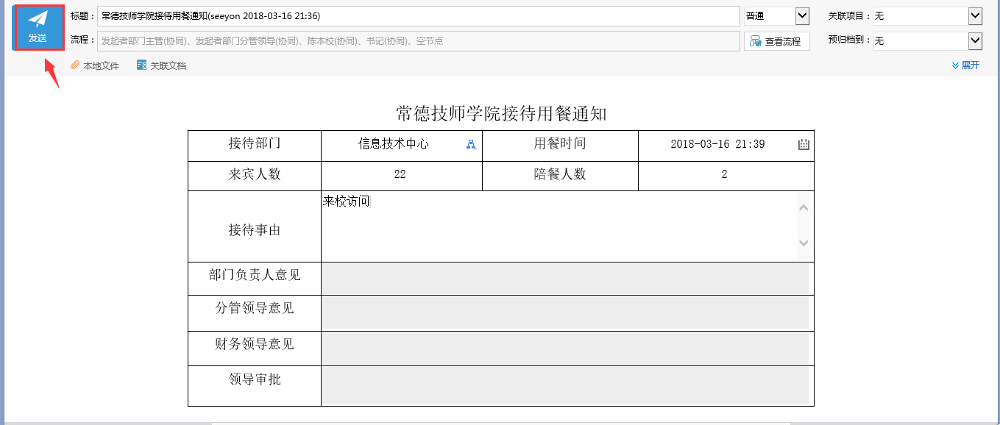 发送
标题： 常德技师学院接待用餐通知(seeyon 2018-03-16 21:36) 普通 关联项目： 无
流程： 发起者部门主管(协同)、发起者部门分管领导(协同)、陈本校(协同)、书记(协同)、空节点 查看流程 预归档到： 无
本地文件 关联文档 展开
常德技师学院接待用餐通知
接待部门 信息技术中心 用餐时间 2018-03-16 21:39
来宾人数 22 陪餐人数 2
接待事由 来校访问
部门负责人意见
分管领导意见
财务领导意见
领导审批